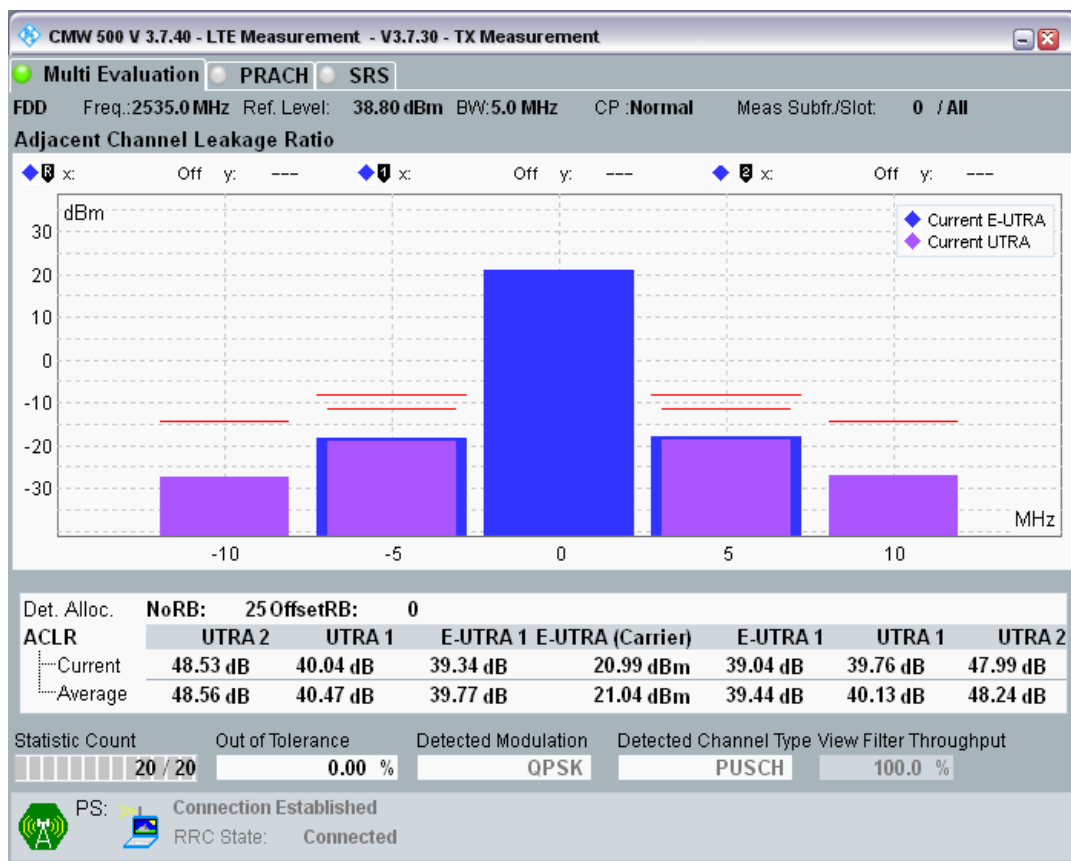 CMW 500 V 3.7.40 - LTE Measurement - V3.7.30 - TX Measurement
Multi Evaluation PRACH SRS
FDD Freq.:2535.0 MHz Ref. Level: 38.80 dBm BW:5.0 MHz CP :Normal Meas Subfr./Slot: 0 / All
Adjacent Channel Leakage Ratio
R x: Off y: --- 1 x: Off y: --- 2 x: Off y: ---
dBm
Current E-UTRA
Current UTRA
30
20
10
0
-10
-20
-30
MHz
-10 -5 0 5 10
Det. Alloc. NoRB: 25 OffsetRB: 0
ACLR UTRA 2 UTRA 1 E-UTRA 1 E-UTRA (Carrier) E-UTRA 1 UTRA 1 UTRA 2
Current 48.53 dB 40.04 dB 39.34 dB 20.99 dBm 39.04 dB 39.76 dB 47.99 dB
Average 48.56 dB 40.47 dB 39.77 dB 21.04 dBm 39.44 dB 40.13 dB 48.24 dB
Statistic Count Out of Tolerance Detected Modulation Detected Channel Type View Filter Throughput
20 / 20 0.00 % QPSK PUSCH 100.0 %
PS: Connection Established
RRC State: Connected